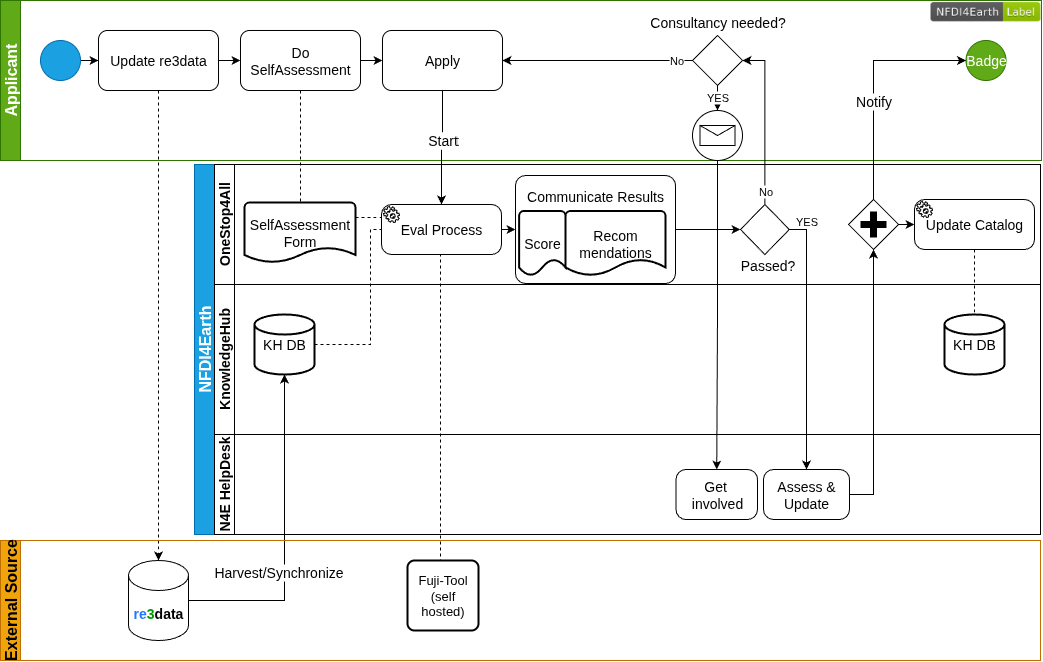 NFDI4Earth Label
Applicant
Consultancy needed?
Update re3data
Do
SelfAssessment
Apply
No
Badge
YES
Notify
Start
NFDI4Earth
OneStop4All
No
Communicate Results
SelfAssessment
Form
Eval Process
Score
Recom
mendations
YES
Update Catalog
Passed?
KnowledgeHub
KH DB
KH DB
N4E HelpDesk
Get
involved
Assess &
Update
External Source
Harvest/Synchronize
re3data
Fuji-Tool
(self
hosted)